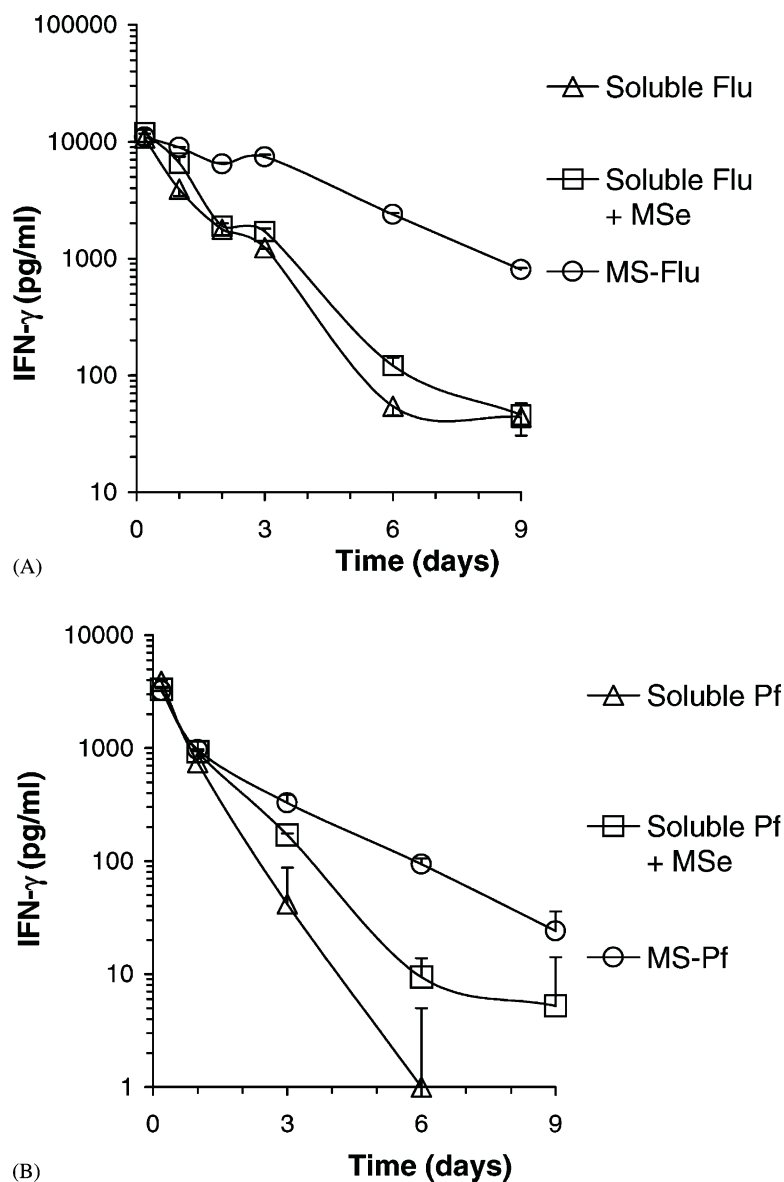 100000
10000
1000
100
10
IFN-γ (pg/ml)
0
3
6
9
Time (days)
Soluble Flu
Soluble Flu
+ MSe
MS-Flu
(A)
10000
1000
100
10
1
IFN-γ (pg/ml)
0
3
6
9
Time (days)
Soluble Pf
Soluble Pf
+ MSe
MS-Pf
(B)